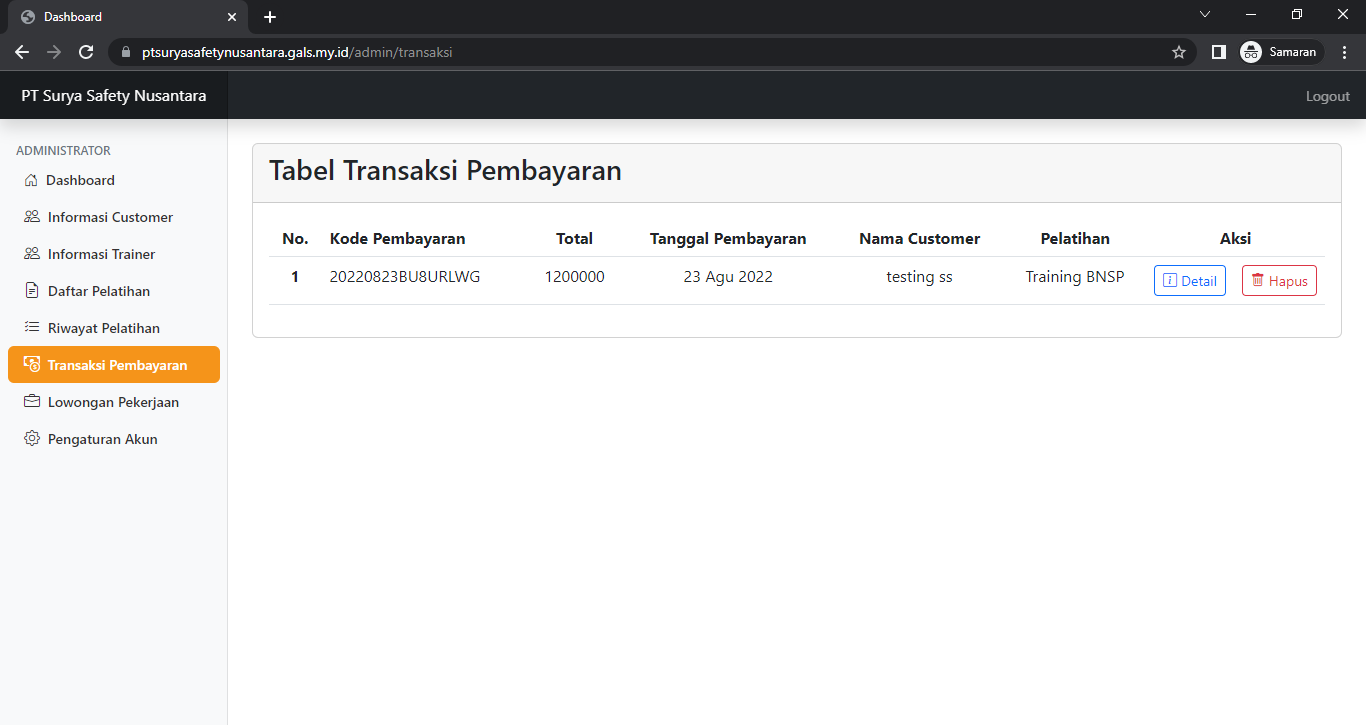 Dashboard
ptsuryasafetynusantara.gals.my.id/admin/transaksi
Samaran
PT Surya Safety Nusantara
Logout
ADMINISTRATOR
Dashboard
Informasi Customer
Informasi Trainer
Daftar Pelatihan
Riwayat Pelatihan
Transaksi Pembayaran
Lowongan Pekerjaan
Pengaturan Akun
Tabel Transaksi Pembayaran
No. Kode Pembayaran Total Tanggal Pembayaran Nama Customer Pelatihan Aksi
1 20220823BU8URLWG 1200000 23 Agu 2022 testing ss Training BNSP Detail Hapus